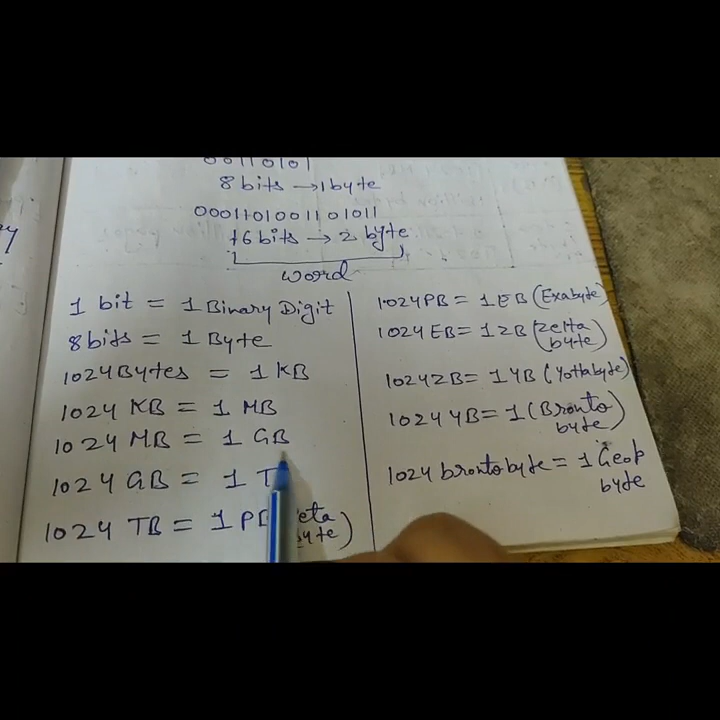 00110101
8 bits → 1 byte
0001101001101011
16 bits → 2 byte
word
1 bit = 1 Binary Digit
8 bits = 1 Byte
1024 Bytes = 1 KB
1024 KB = 1 MB
1024 MB = 1 GB
1024 GB = 1 T
1024 TB = 1 P
1024 PB = 1 EB (Exabyte)
1024 EB = 1 ZB (zetta
byte)
1024 ZB = 1 YB (Yottabyte)
1024 YB = 1 (Bronto
byte)
1024 brontobyte = 1 Geop
byte